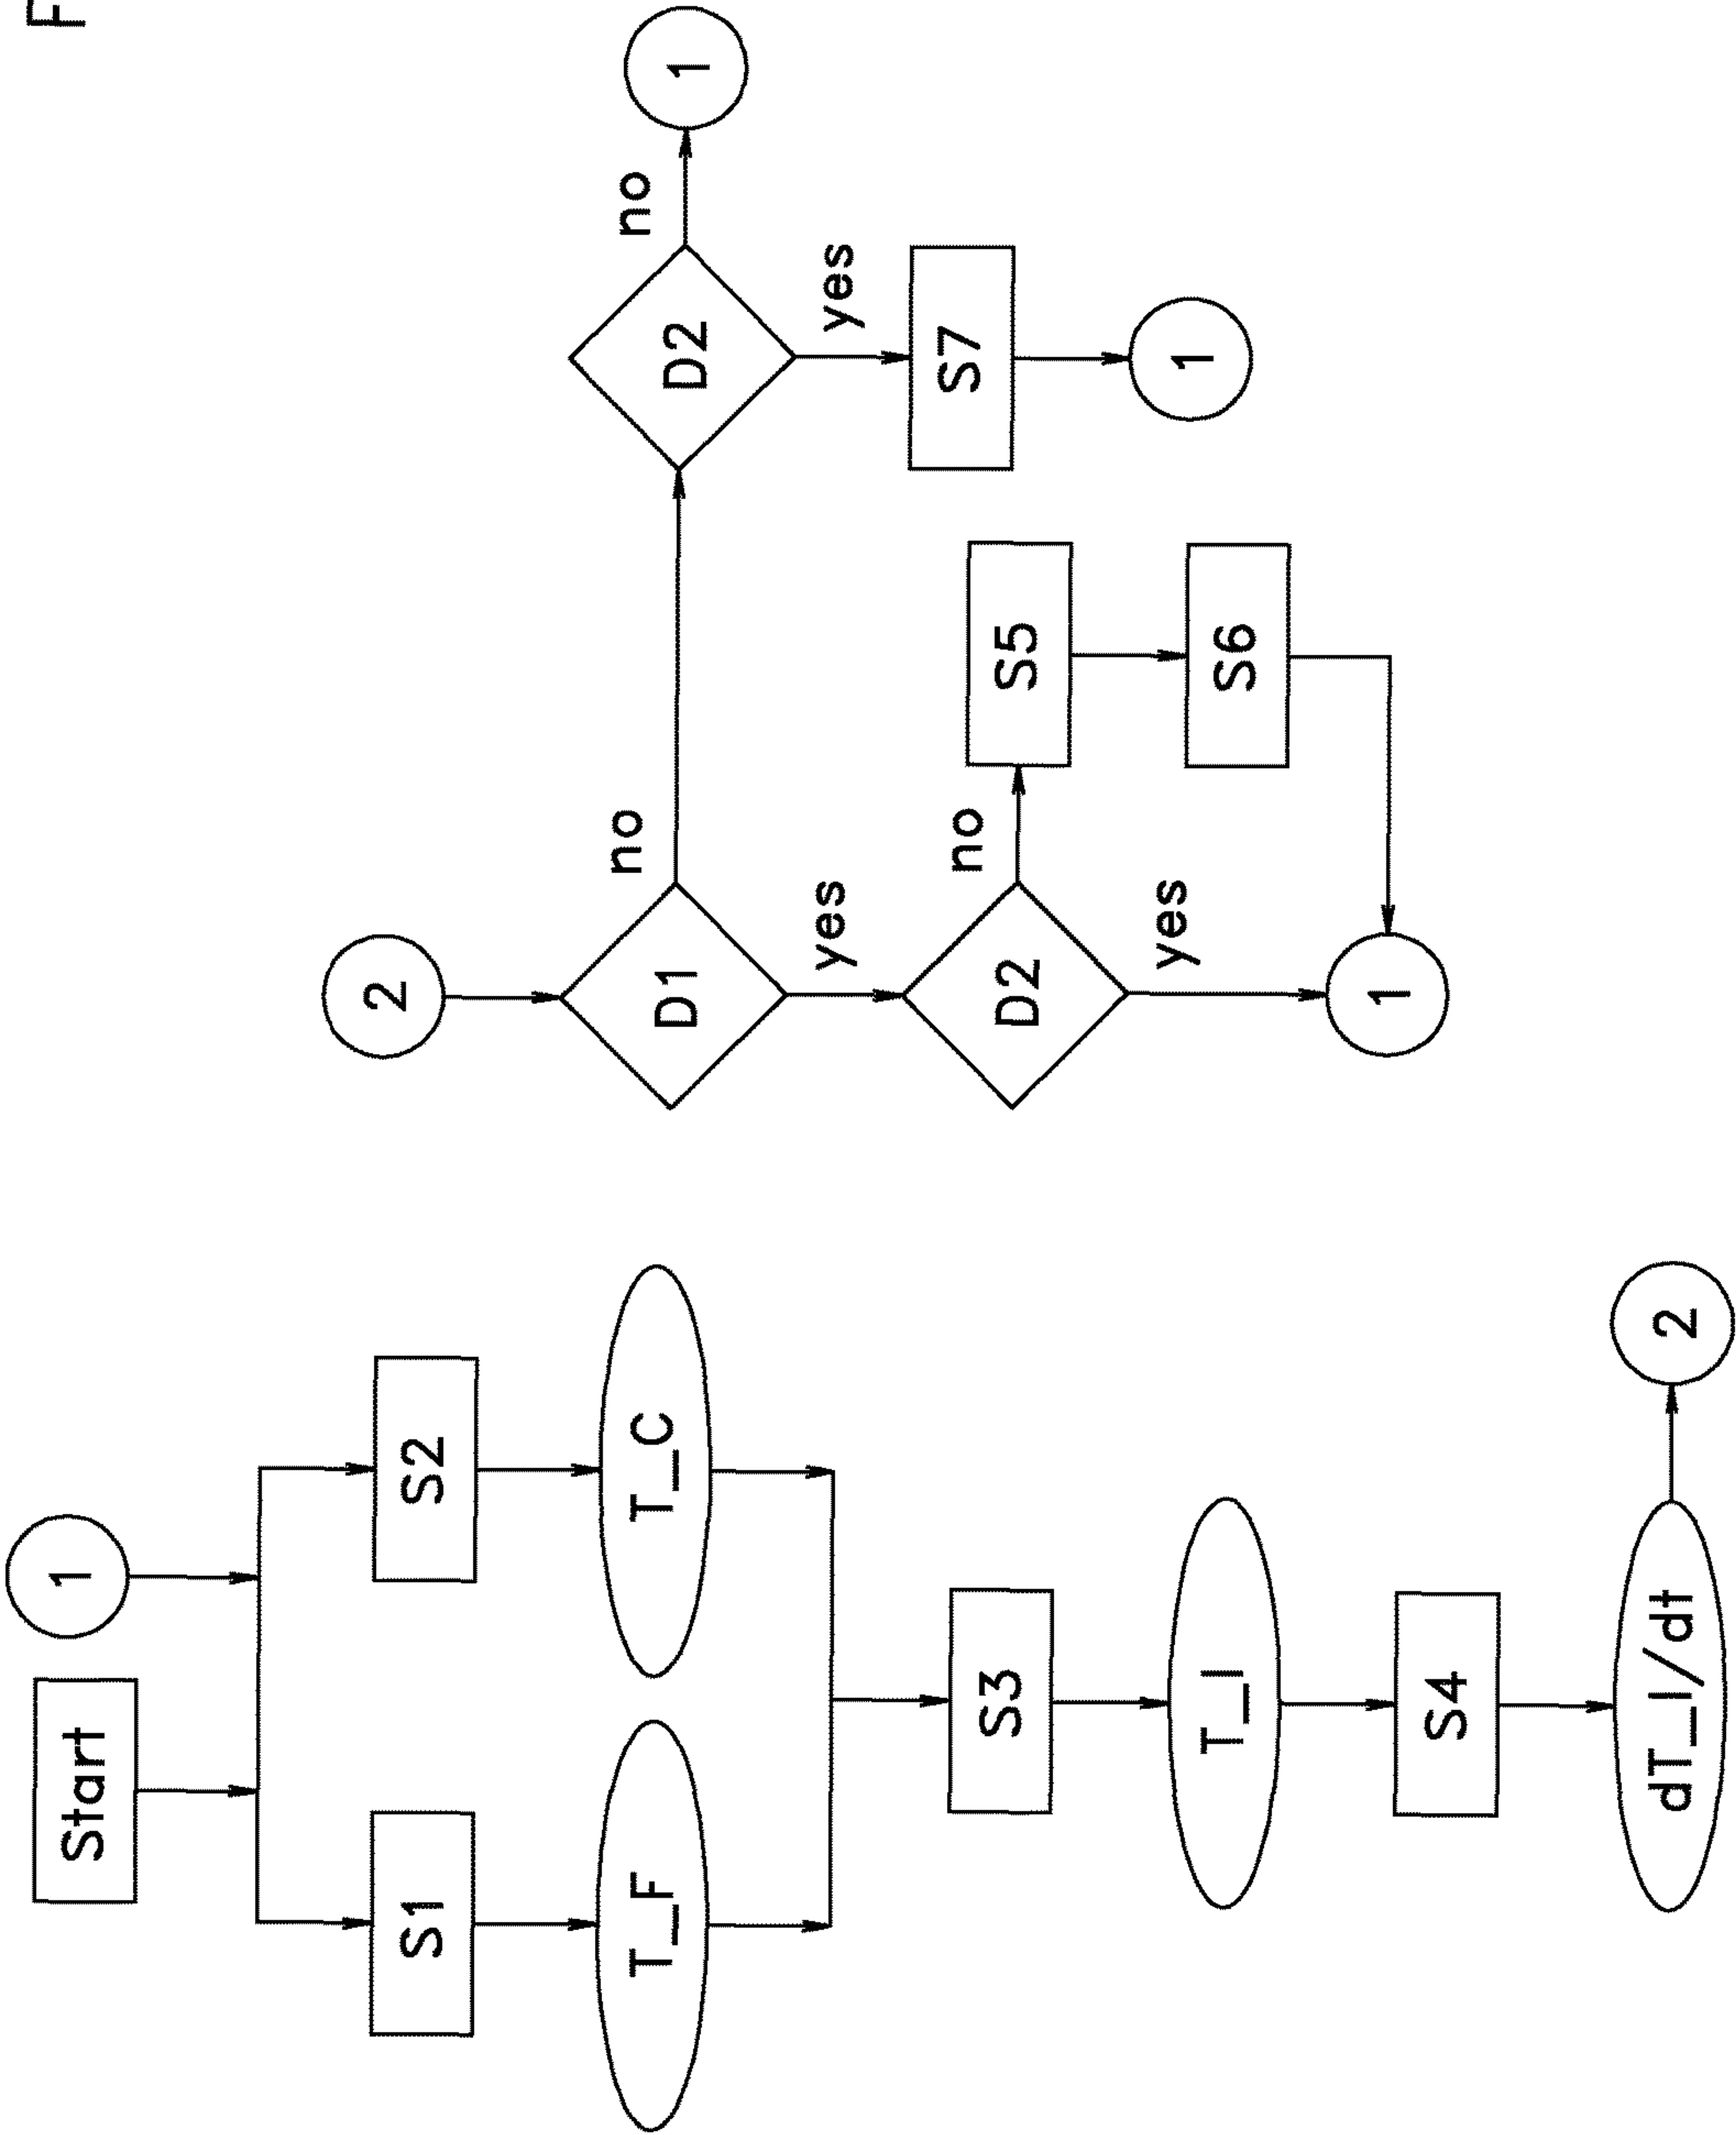 F
Start
1
S1
S2
T_F
T_C
S3
T_I
S4
dT_I/dt
2
2
D1
no
yes
D2
no
yes
S5
S6
1
D2
no
1
yes
S7
1